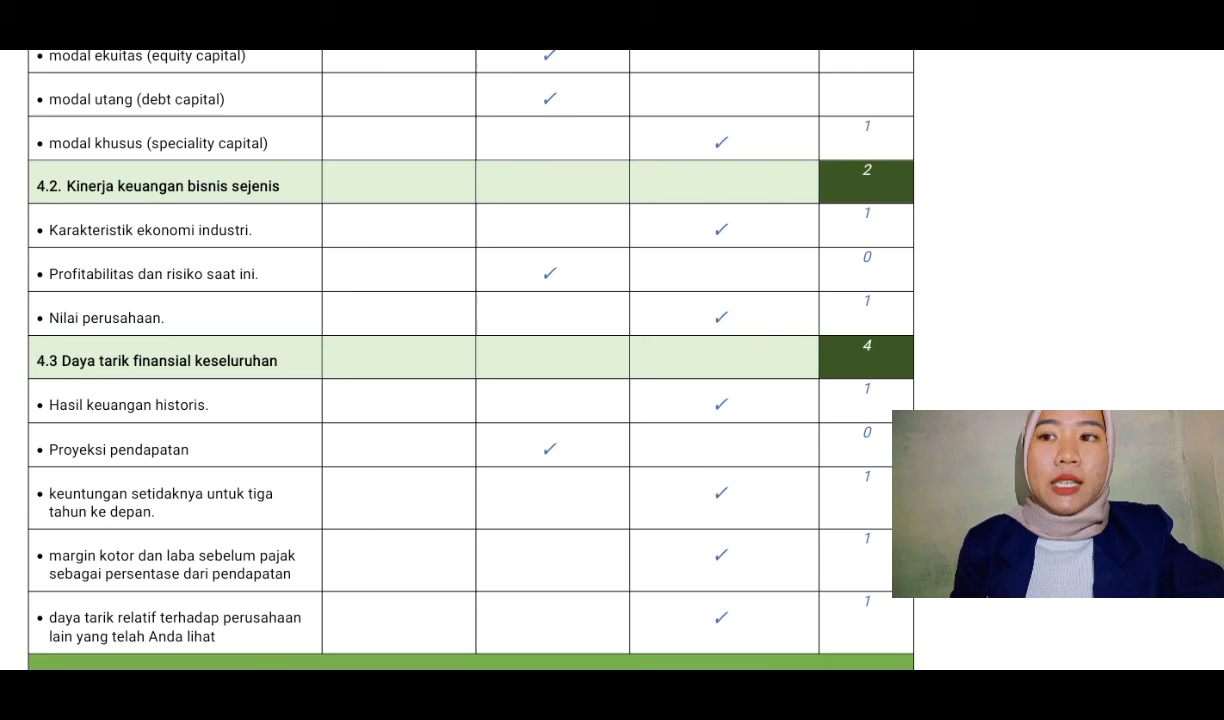 • modal ekuitas (equity capital) ✓
• modal utang (debt capital) ✓
• modal khusus (speciality capital) ✓ 1
4.2. Kinerja keuangan bisnis sejenis 2
• Karakteristik ekonomi industri. ✓ 1
• Profitabilitas dan risiko saat ini. ✓ 0
• Nilai perusahaan. ✓ 1
4.3 Daya tarik finansial keseluruhan 4
• Hasil keuangan historis. ✓ 1
• Proyeksi pendapatan ✓ 0
• keuntungan setidaknya untuk tiga ✓ 1
tahun ke depan.
• margin kotor dan laba sebelum pajak ✓ 1
sebagai persentase dari pendapatan
• daya tarik relatif terhadap perusahaan ✓ 1
lain yang telah Anda lihat